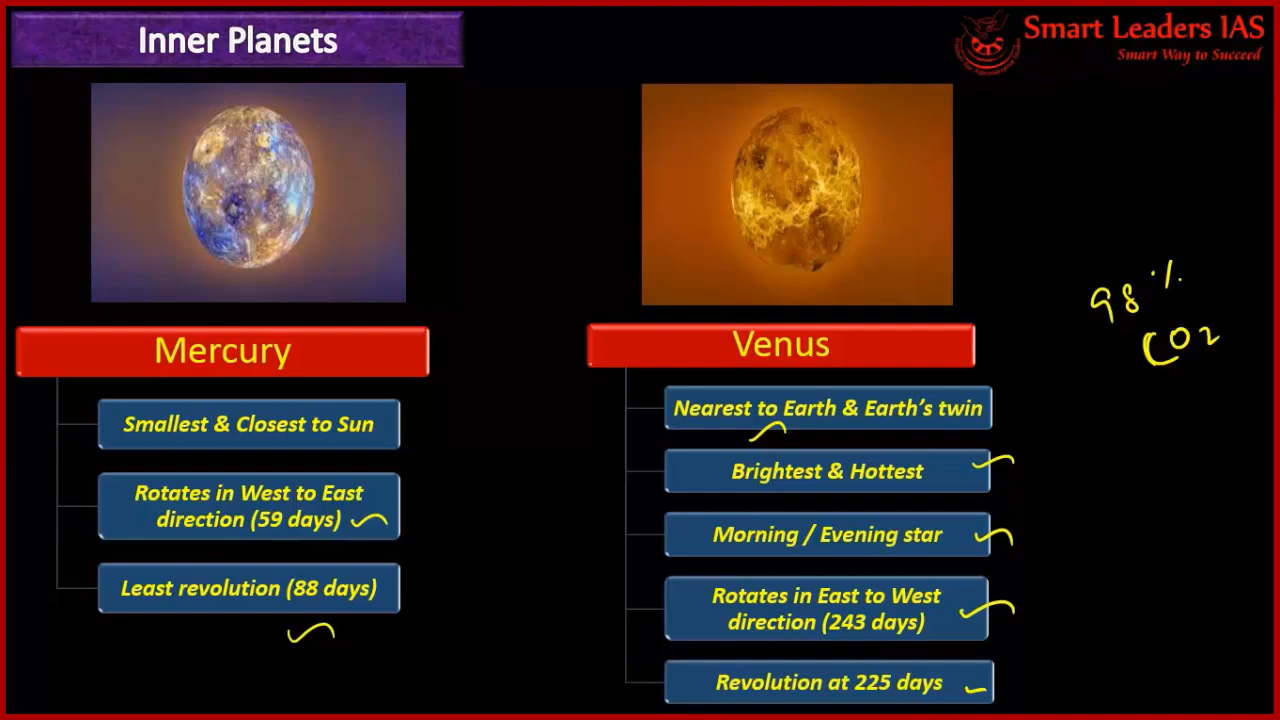 Inner Planets
Smart Leaders IAS
Smart Way to Succeed
Mercury
Smallest & Closest to Sun
Rotates in West to East
direction (59 days)
Least revolution (88 days)
Venus
Nearest to Earth & Earth's twin
Brightest & Hottest
Morning / Evening star
Rotates in East to West
direction (243 days)
Revolution at 225 days
98 %
CO2